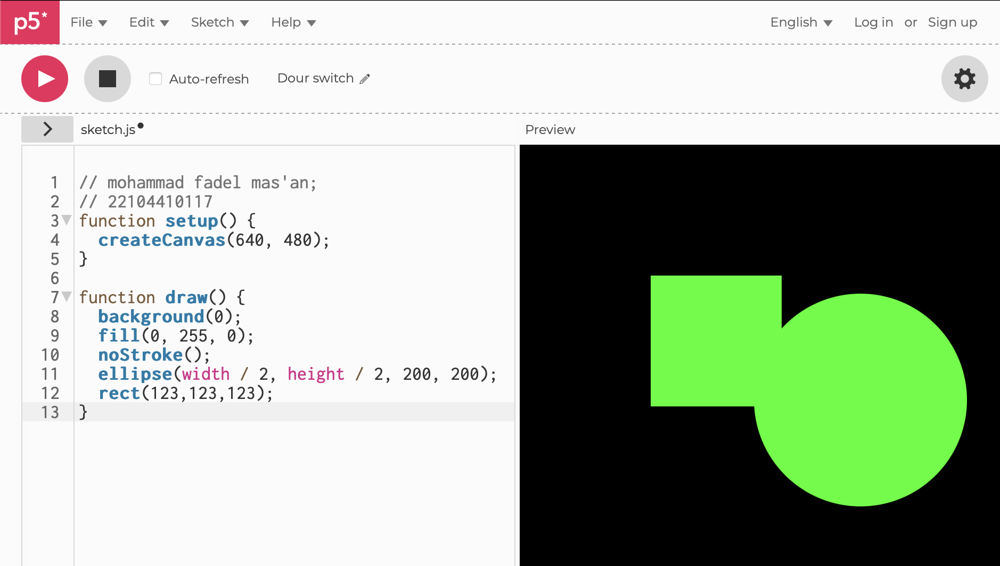 p5* File Edit Sketch Help English Log in or Sign up
Auto-refresh Dour switch
sketch.js
Preview
1 // mohammad fadel mas'an;
2 // 22104410117
3 function setup() {
4 createCanvas(640, 480);
5 }
6
7 function draw() {
8 background(0);
9 fill(0, 255, 0);
10 noStroke();
11 ellipse(width / 2, height / 2, 200, 200);
12 rect(123,123,123);
13 }